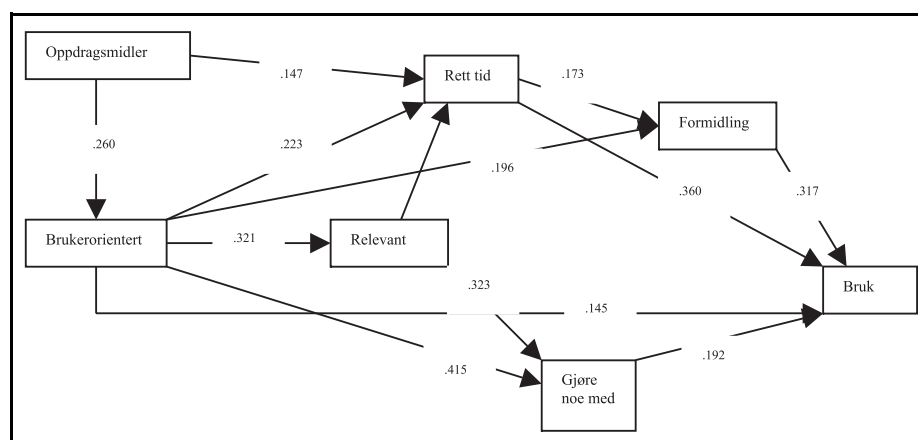 Oppdragsmidler
.147
Rett tid
.173
Formidling
.260
.223
.196
.360
.317
Brukerorientert
.321
Relevant
.323
.145
Bruk
.415
.192
Gjøre
noe med